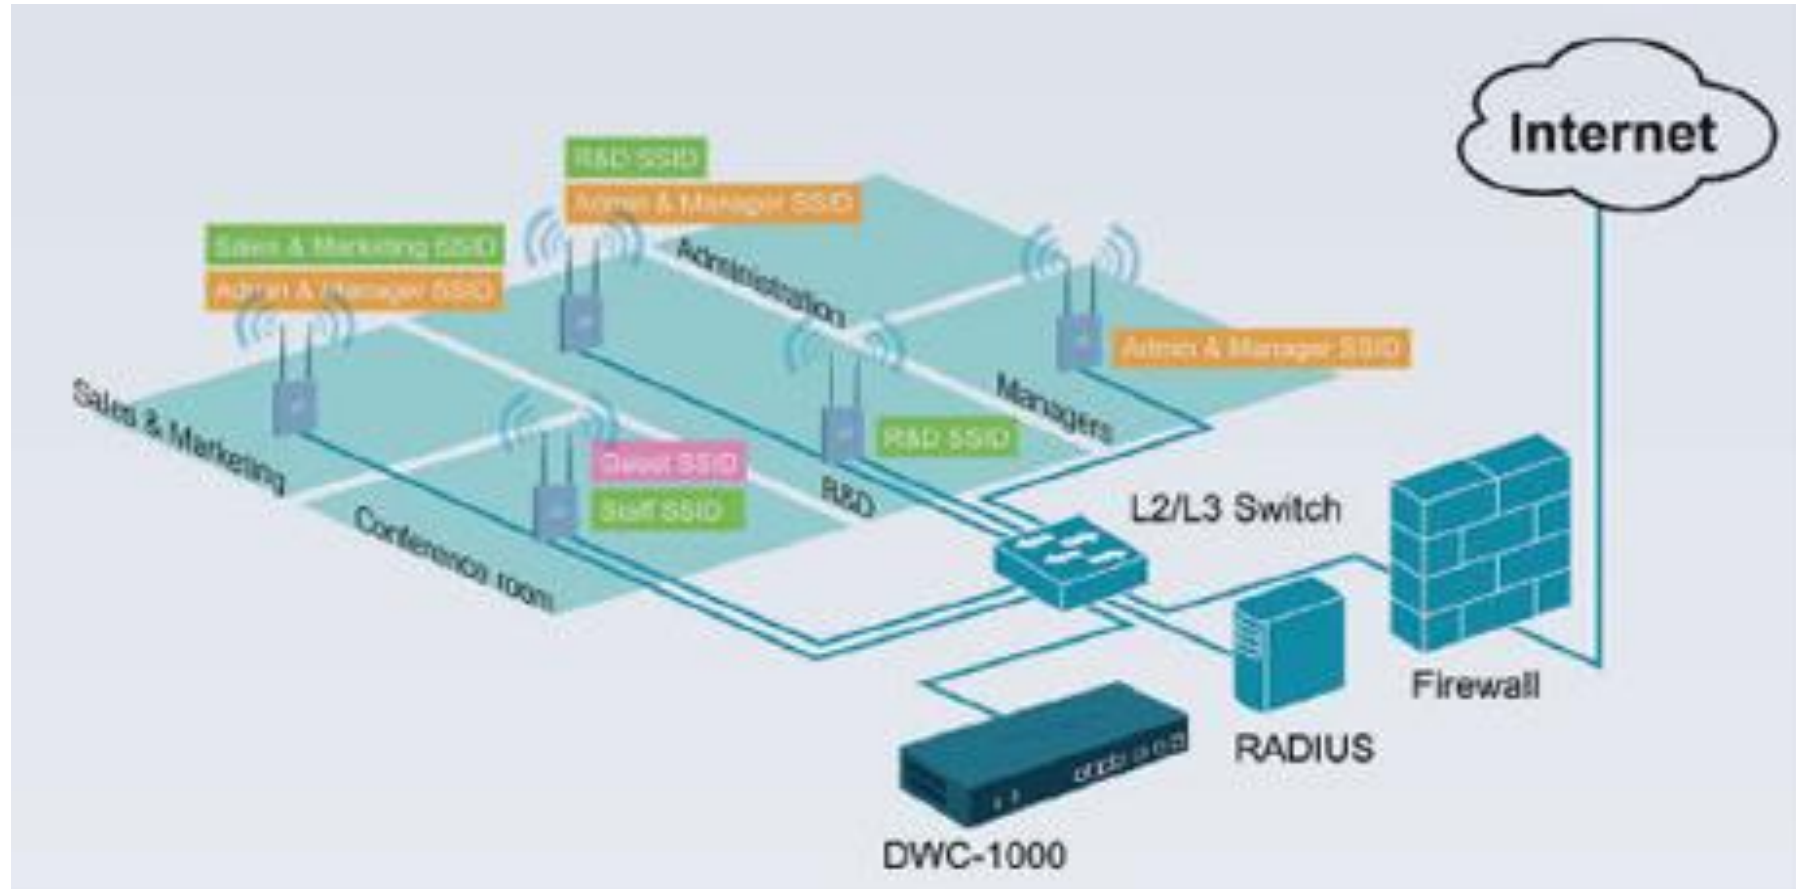 Internet
R&D SSID
Admin & Manager SSID
Sales & Marketing SSID
Admin & Manager SSID
Administration
Admin & Manager SSID
Managers
Sales & Marketing
R&D SSID
Guest SSID
Staff SSID
R&D
Conference room
L2/L3 Switch
Firewall
RADIUS
DWC-1000